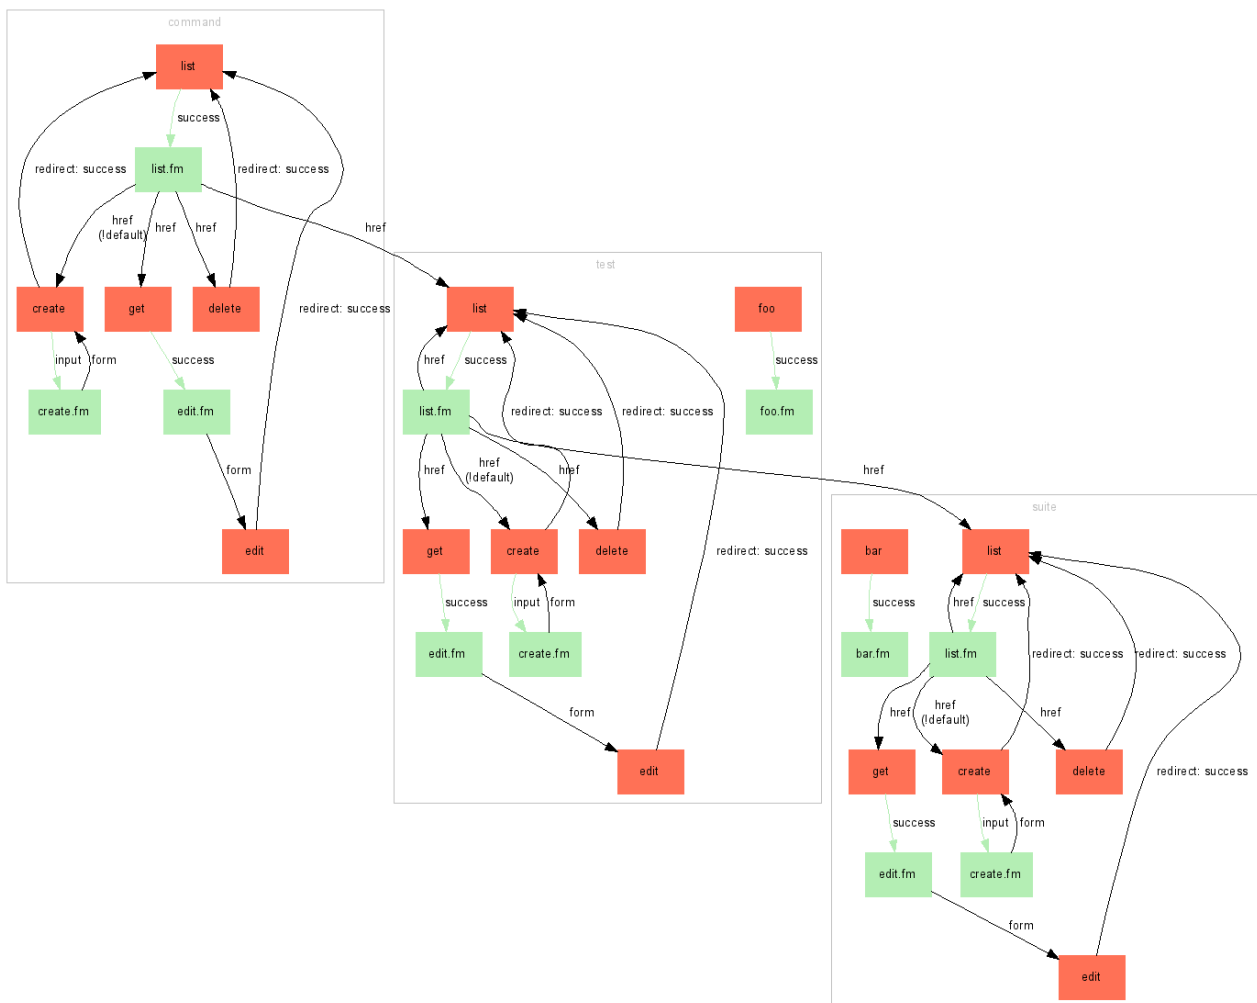 command
list
success
redirect: success
list.fm
redirect: success
href
(!default)
href
href
href
create
get
delete
redirect: success
input
form
success
create.fm
edit.fm
form
edit
test
list
foo
href
success
success
list.fm
redirect: success
redirect: success
foo.fm
href
href
(!default)
href
href
get
create
delete
redirect: success
success
input
form
edit.fm
create.fm
form
edit
suite
bar
list
success
href
success
bar.fm
list.fm
redirect: success
redirect: success
href
href
(!default)
href
get
create
delete
redirect: success
success
input
form
edit.fm
create.fm
form
edit